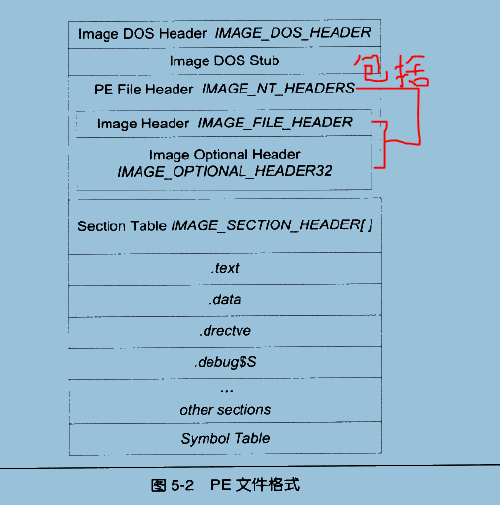 Image DOS Header IMAGE_DOS_HEADER
Image DOS Stub
包括
PE File Header IMAGE_NT_HEADERS
Image Header IMAGE_FILE_HEADER
Image Optional Header
IMAGE_OPTIONAL_HEADER32
Section Table IMAGE_SECTION_HEADER[ ]
.text
.data
.drectve
.debug$S
...
other sections
Symbol Table
图 5-2 PE 文件格式